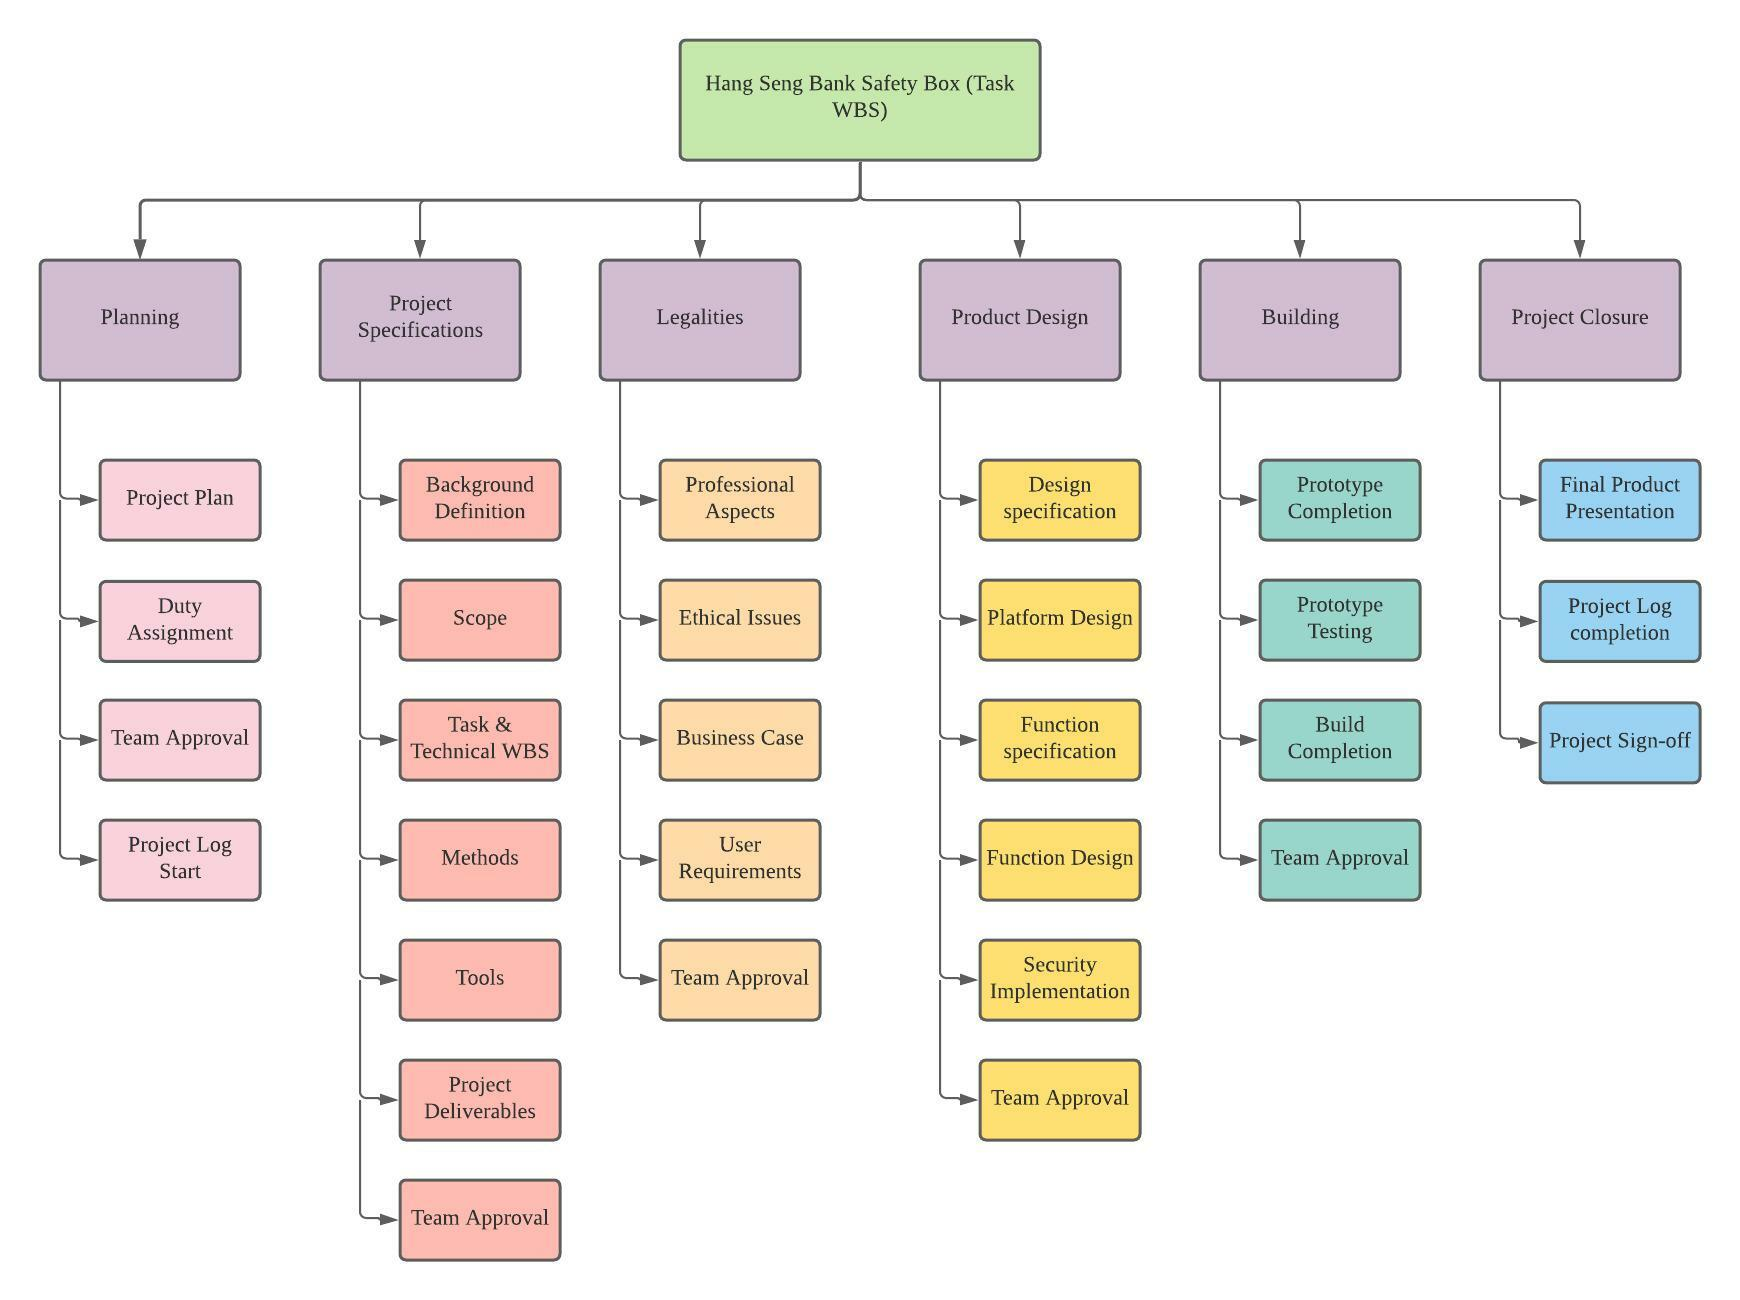 Hang Seng Bank Safety Box (Task
WBS)
Planning
Project
Specifications
Legalities
Product Design
Building
Project Closure
Project Plan
Duty
Assignment
Team Approval
Project Log
Start
Background
Definition
Scope
Task &
Technical WBS
Methods
Tools
Project
Deliverables
Team Approval
Professional
Aspects
Ethical Issues
Business Case
User
Requirements
Team Approval
Design
specification
Platform Design
Function
specification
Function Design
Security
Implementation
Team Approval
Prototype
Completion
Prototype
Testing
Build
Completion
Team Approval
Final Product
Presentation
Project Log
completion
Project Sign-off